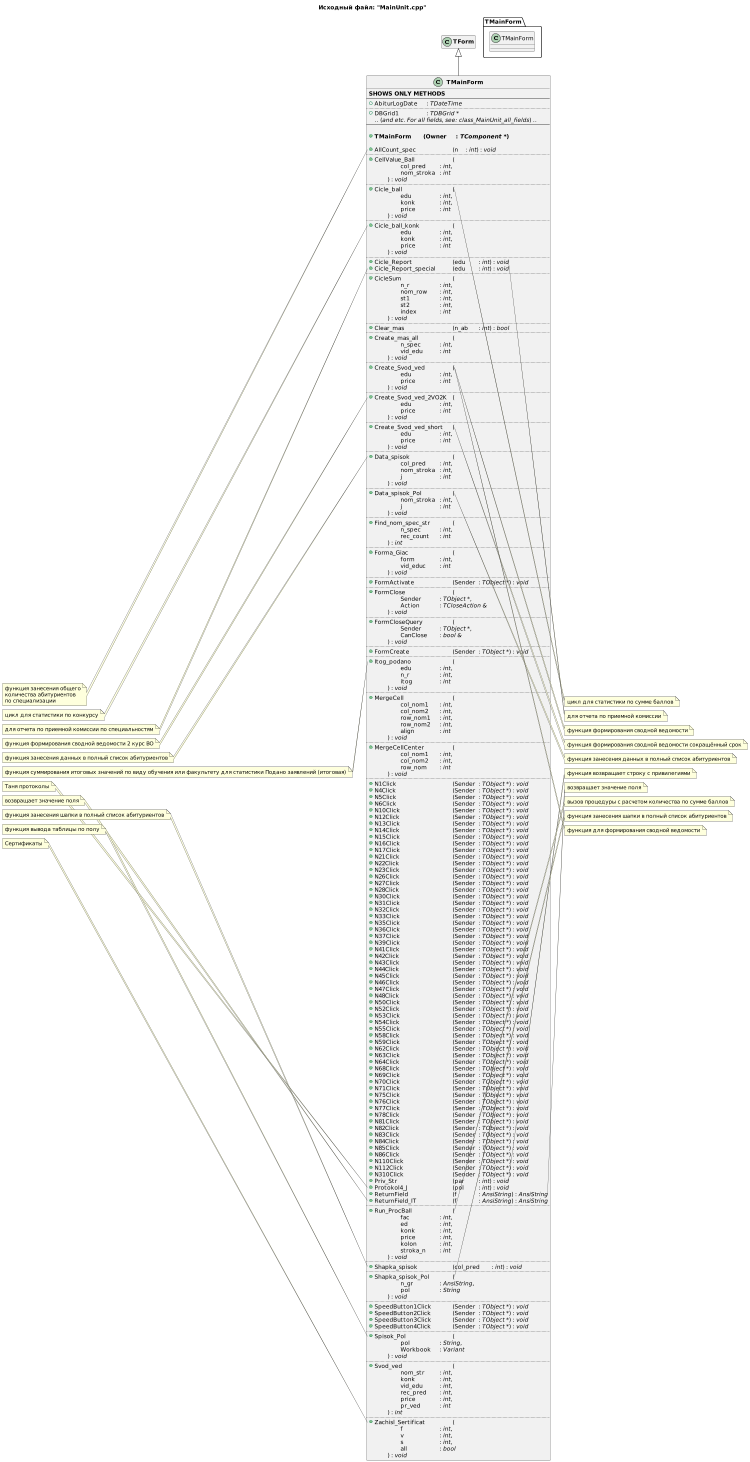 Исходный файл: "MainUnit.cpp"
TMainForm
C TForm
C TMainForm
C TMainForm
SHOWS ONLY METHODS
AbiturLogDate : TDateTime
DBGrid1 : TDBGrid *
.. (and etc. For all fields, see: class_MainUnit_all_fields) ..
TMainForm (Owner : TComponent *)
AllCount_spec (n : int) : void
CellValue_Ball (
col_pred : int,
nom_stroka : int
) : void
Cicle_ball (
edu : int,
konk : int,
price : int
) : void
Cicle_ball_konk (
edu : int,
konk : int,
price : int
) : void
Cicle_Report (edu : int) : void
Cicle_Report_special (edu : int) : void
CicleSum (
n_r : int,
nom_row : int,
st1 : int,
st2 : int,
index : int
) : void
Clear_mas (n_ab : int) : bool
Create_mas_all (
n_spec : int,
vid_edu : int
) : void
Create_Svod_ved (
edu : int,
price : int
) : void
Create_Svod_ved_2VO2K (
edu : int,
price : int
) : void
Create_Svod_ved_short (
edu : int,
price : int
) : void
Data_spisok (
col_pred : int,
nom_stroka : int,
j : int
) : void
Data_spisok_Pol (
nom_stroka : int,
j : int
) : void
Find_nom_spec_str (
n_spec : int,
rec_count : int
) : int
Forma_Giac (
form : int,
vid_educ : int
) : void
FormActivate (Sender : TObject *) : void
FormClose (
Sender : TObject *,
Action : TCloseAction &
) : void
FormCloseQuery (
Sender : TObject *,
CanClose : bool &
) : void
FormCreate (Sender : TObject *) : void
Itog_podano (
edu : int,
n_r : int,
itog : int
) : void
MergeCell (
col_nom1 : int,
col_nom2 : int,
row_nom1 : int,
row_nom2 : int,
align : int
) : void
MergeCellCenter (
col_nom1 : int,
col_nom2 : int,
row_nom : int
) : void
N1Click (Sender : TObject *) : void
N4Click (Sender : TObject *) : void
N5Click (Sender : TObject *) : void
N6Click (Sender : TObject *) : void
N10Click (Sender : TObject *) : void
N12Click (Sender : TObject *) : void
N13Click (Sender : TObject *) : void
N14Click (Sender : TObject *) : void
N15Click (Sender : TObject *) : void
N16Click (Sender : TObject *) : void
N17Click (Sender : TObject *) : void
N21Click (Sender : TObject *) : void
N22Click (Sender : TObject *) : void
N23Click (Sender : TObject *) : void
N26Click (Sender : TObject *) : void
N27Click (Sender : TObject *) : void
N28Click (Sender : TObject *) : void
N30Click (Sender : TObject *) : void
N31Click (Sender : TObject *) : void
N32Click (Sender : TObject *) : void
N33Click (Sender : TObject *) : void
N35Click (Sender : TObject *) : void
N36Click (Sender : TObject *) : void
N37Click (Sender : TObject *) : void
N39Click (Sender : TObject *) : void
N41Click (Sender : TObject *) : void
N42Click (Sender : TObject *) : void
N43Click (Sender : TObject *) : void
N44Click (Sender : TObject *) : void
N45Click (Sender : TObject *) : void
N46Click (Sender : TObject *) : void
N47Click (Sender : TObject *) : void
N48Click (Sender : TObject *) : void
N50Click (Sender : TObject *) : void
N52Click (Sender : TObject *) : void
N53Click (Sender : TObject *) : void
N54Click (Sender : TObject *) : void
N55Click (Sender : TObject *) : void
N58Click (Sender : TObject *) : void
N59Click (Sender : TObject *) : void
N62Click (Sender : TObject *) : void
N63Click (Sender : TObject *) : void
N64Click (Sender : TObject *) : void
N68Click (Sender : TObject *) : void
N69Click (Sender : TObject *) : void
N70Click (Sender : TObject *) : void
N71Click (Sender : TObject *) : void
N75Click (Sender : TObject *) : void
N76Click (Sender : TObject *) : void
N77Click (Sender : TObject *) : void
N78Click (Sender : TObject *) : void
N81Click (Sender : TObject *) : void
N82Click (Sender : TObject *) : void
N83Click (Sender : TObject *) : void
N84Click (Sender : TObject *) : void
N85Click (Sender : TObject *) : void
N86Click (Sender : TObject *) : void
N110Click (Sender : TObject *) : void
N112Click (Sender : TObject *) : void
N310Click (Sender : TObject *) : void
Priv_Str (par : int) : void
Protokol4_J (pol : int) : void
ReturnField (f : AnsiString) : AnsiString
ReturnField_IT (f : AnsiString) : AnsiString
Run_ProcBall (
fac : int,
ed : int,
konk : int,
price : int,
kolon : int,
stroka_n : int
) : void
Shapka_spisok (col_pred : int) : void
Shapka_spisok_Pol (
n_gr : AnsiString,
pol : String
) : void
SpeedButton1Click (Sender : TObject *) : void
SpeedButton2Click (Sender : TObject *) : void
SpeedButton3Click (Sender : TObject *) : void
SpeedButton4Click (Sender : TObject *) : void
Spisok_Pol (
pol : String,
Workbook : Variant
) : void
Svod_ved (
nom_str : int,
konk : int,
vid_edu : int,
rec_pred : int,
price : int,
pr_ved : int
) : int
Zachisl_Sertificat (
f : int,
v : int,
s : int,
all : bool
) : void
функция занесения общего
количества абитуриентов
по специализации
цикл для статистики по конкурсу
для отчета по приемной комиссии по специальностям
функция формирования сводной ведомости 2 курс ВО
функция занесения данных в полный список абитуриентов
функция суммирования итоговых значений по виду обучения или факультету для статистики Подано заявлений (итоговая)
Таня протоколы
возвращает значение поля
функция занесения шапки в полный список абитуриентов
функция вывода таблицы по полу
Сертификаты
цикл для статистики по сумме баллов
для отчета по приемной комиссии
функция формирования сводной ведомости
функция формирования сводной ведомости сокращённый срок
функция занесения данных в полный список абитуриентов
функция возвращает строку с привилегиями
возвращает значение поля
вызов процедуры с расчетом количества по сумме баллов
функция занесения шапки в полный список абитуриентов
функция для формирования сводной ведомости